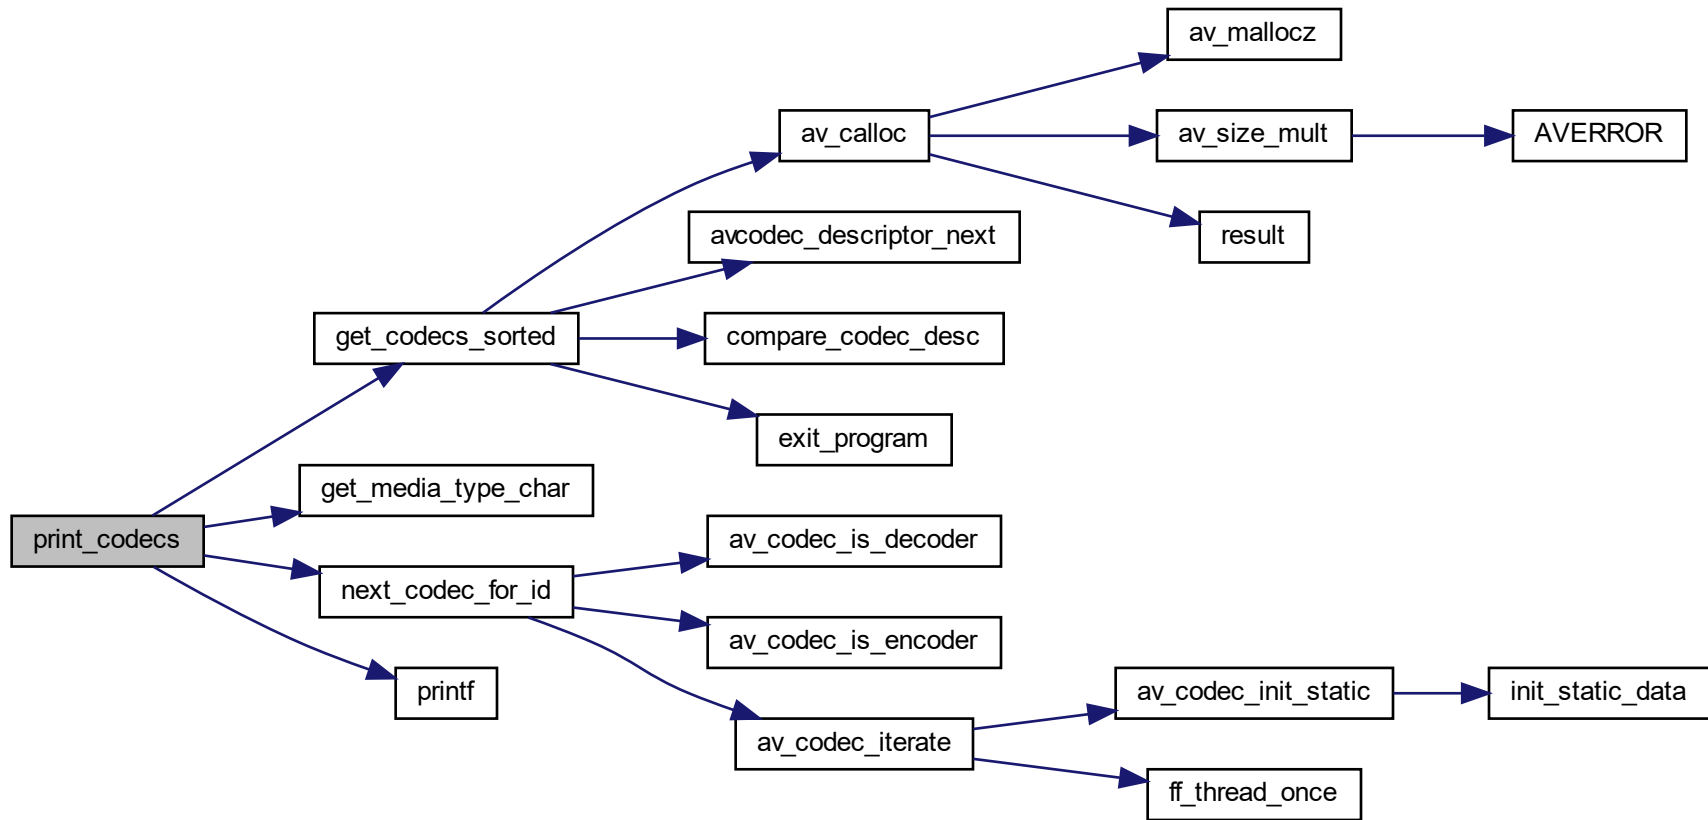 av_mallocz
av_calloc
av_size_mult
AVERROR
avcodec_descriptor_next
result
get_codecs_sorted
compare_codec_desc
exit_program
get_media_type_char
print_codecs
av_codec_is_decoder
next_codec_for_id
av_codec_is_encoder
printf
av_codec_init_static
init_static_data
av_codec_iterate
ff_thread_once